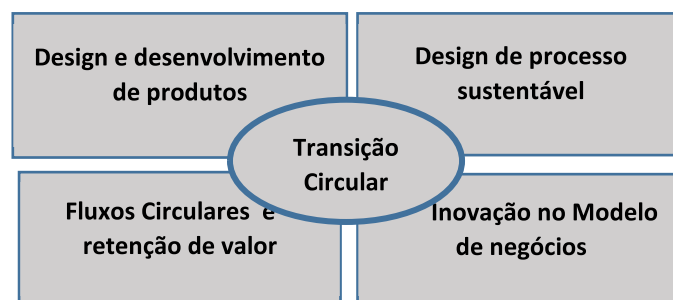 Design e desenvolvimento
de produtos
Design de processo
sustentável
Transição
Circular
Fluxos Circulares e
retenção de valor
Inovação no Modelo
de negócios